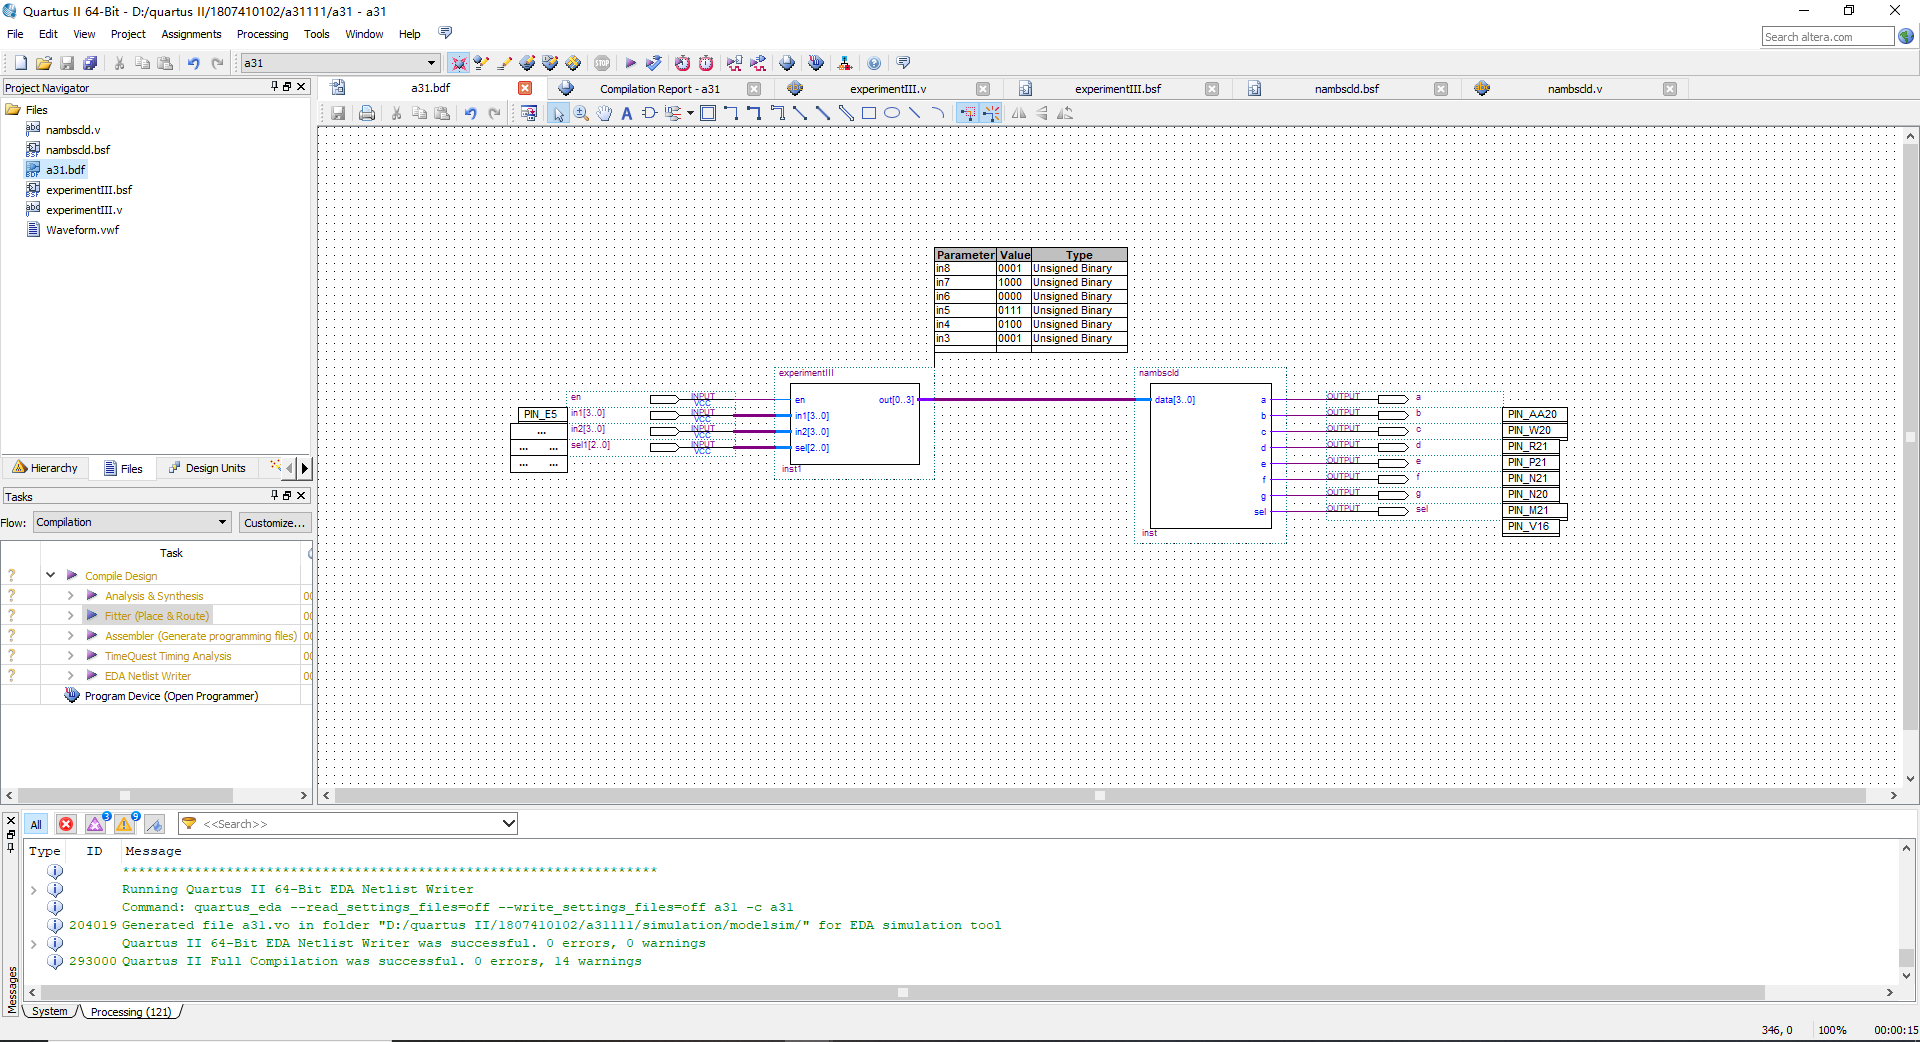 Quartus II 64-Bit - D:/quartus II/1807410102/a31111/a31 - a31
File Edit View Project Assignments Processing Tools Window Help
Search altera.com
a31
STOP
Project Navigator
a31.bdf
Compilation Report - a31
experimentIII.v
experimentIII.bsf
nambscld.bsf
nambscld.v
Files
nambscld.v
nambscld.bsf
a31.bdf
experimentIII.bsf
experimentIII.v
Waveform.vwf
Hierarchy Files Design Units
Tasks
Flow: Compilation Customize...
Task
Compile Design
Analysis & Synthesis 00
Fitter (Place & Route) 00
Assembler (Generate programming files) 00
TimeQuest Timing Analysis 00
EDA Netlist Writer 00
Program Device (Open Programmer)
Parameter Value Type
in8 0001 Unsigned Binary
in7 1000 Unsigned Binary
in6 0000 Unsigned Binary
in5 0111 Unsigned Binary
in4 0100 Unsigned Binary
in3 0001 Unsigned Binary
experimentIII
en INPUT VCC
in1[3..0] INPUT VCC
in2[3..0] INPUT VCC
sel1[2..0] INPUT VCC
PIN_E5
...
... ...
... ...
en out[0..3]
in1[3..0]
in2[3..0]
sel[2..0]
inst1
nambscld
data[3..0] a
b
c
d
e
f
g
sel
inst
OUTPUT a
OUTPUT b
OUTPUT c
OUTPUT d
OUTPUT e
OUTPUT f
OUTPUT g
OUTPUT sel
PIN_AA20
PIN_W20
PIN_R21
PIN_P21
PIN_N21
PIN_N20
PIN_M21
PIN_V16
All 3 9 <<Search>>
Type ID Message
*******************************************************************
Running Quartus II 64-Bit EDA Netlist Writer
Command: quartus_eda --read_settings_files=off --write_settings_files=off a31 -c a31
204019 Generated file a31.vo in folder "D:/quartus II/1807410102/a31111/simulation/modelsim/" for EDA simulation tool
Quartus II 64-Bit EDA Netlist Writer was successful. 0 errors, 0 warnings
293000 Quartus II Full Compilation was successful. 0 errors, 14 warnings
Messages
System Processing (121)
346, 0 100% 00:00:15